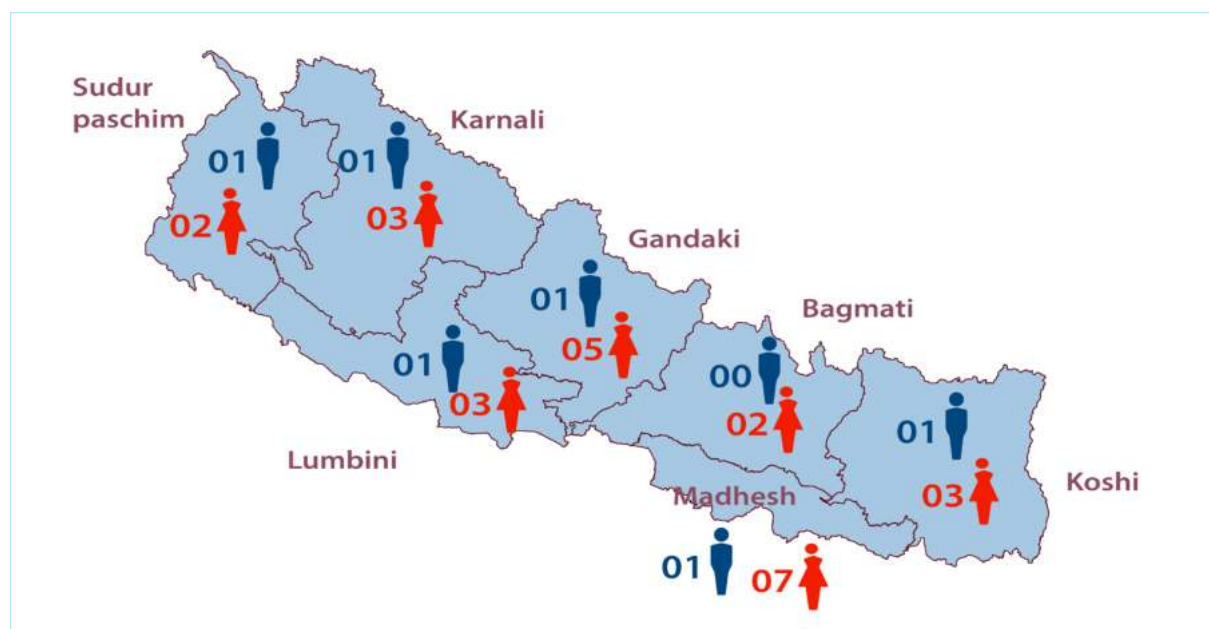 Sudur
paschim
Karnali
01
01
02
03
Gandaki
01
05
Bagmati
01
03
00
02
Lumbini
01
03
Koshi
Madhesh
01
07